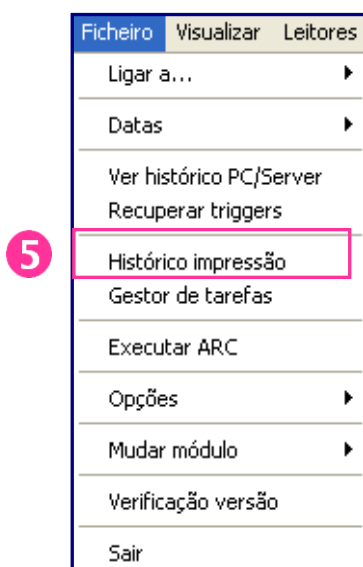 Ficheiro Visualizar Leitores
Ligar a...
Datas
Ver histórico PC/Server
Recuperar triggers
5
Histórico impressão
Gestor de tarefas
Executar ARC
Opções
Mudar módulo
Verificação versão
Sair